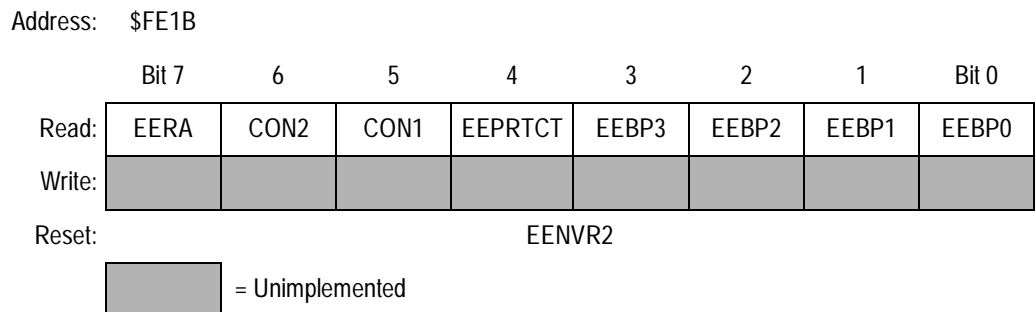 Address: $FE1B
Bit 7 6 5 4 3 2 1 Bit 0
Read: EERA CON2 CON1 EEPRTCT EEBP3 EEBP2 EEBP1 EEBP0
Write:
Reset: EENVR2
= Unimplemented